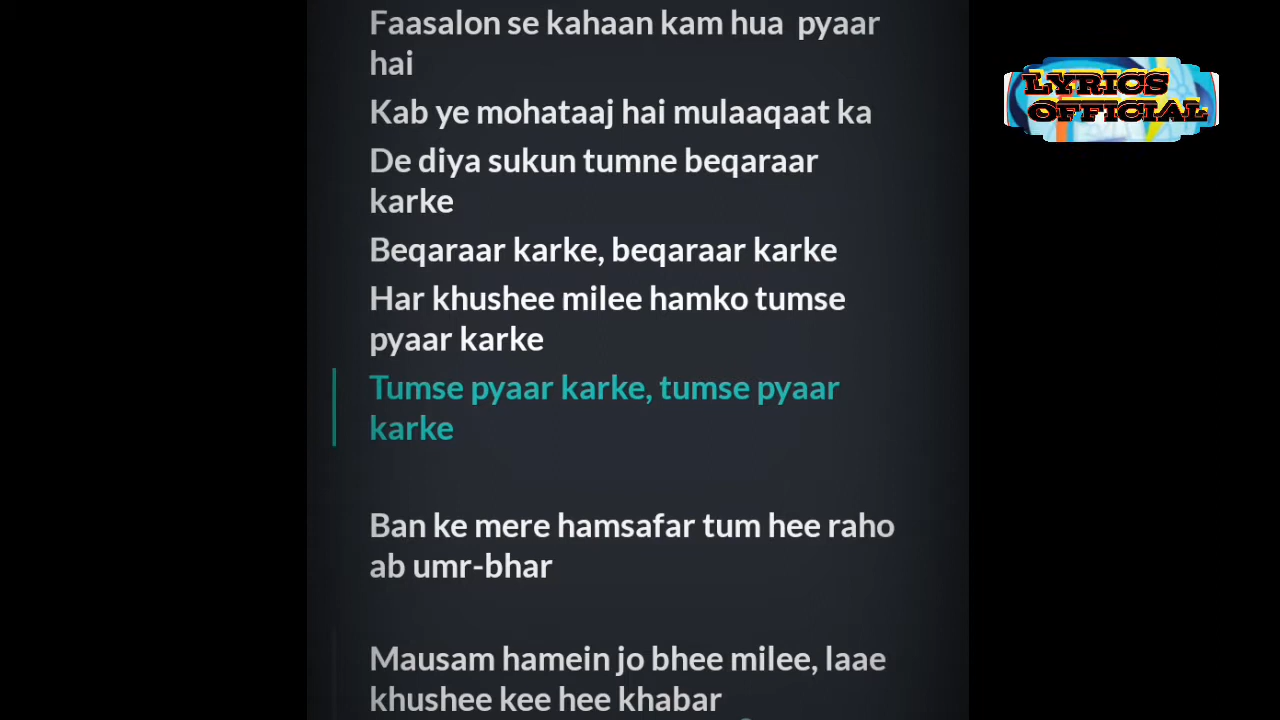 Faasalon se kahaan kam hua  pyaar
hai
Kab ye mohataaj hai mulaaqaat ka
De diya sukun tumne beqaraar
karke
Beqaraar karke, beqaraar karke
Har khushee milee hamko tumse
pyaar karke
Tumse pyaar karke, tumse pyaar
karke
Ban ke mere hamsafar tum hee raho
ab umr-bhar
Mausam hamein jo bhee milee, laae
khushee kee hee khabar
LYRICS
OFFICIAL